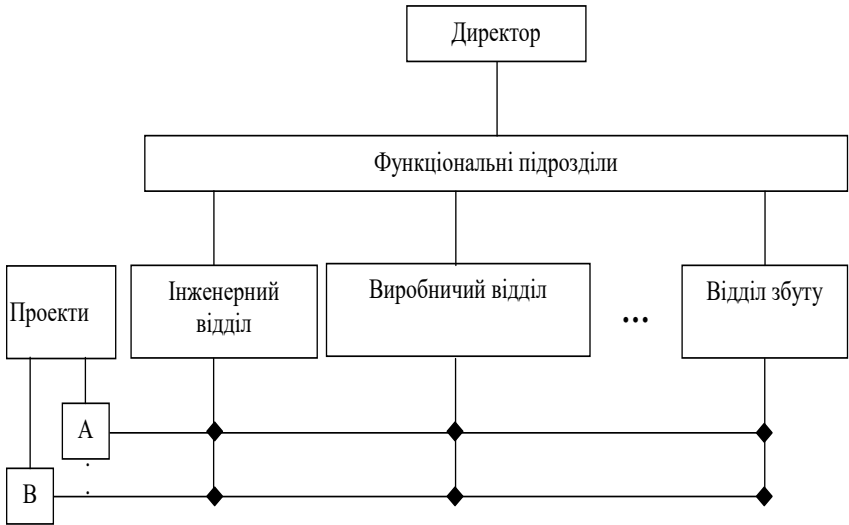 Директор
Функціональні підрозділи
Проекти
Інженерний
відділ
Виробничий відділ
...
Відділ збуту
А
.
.
В